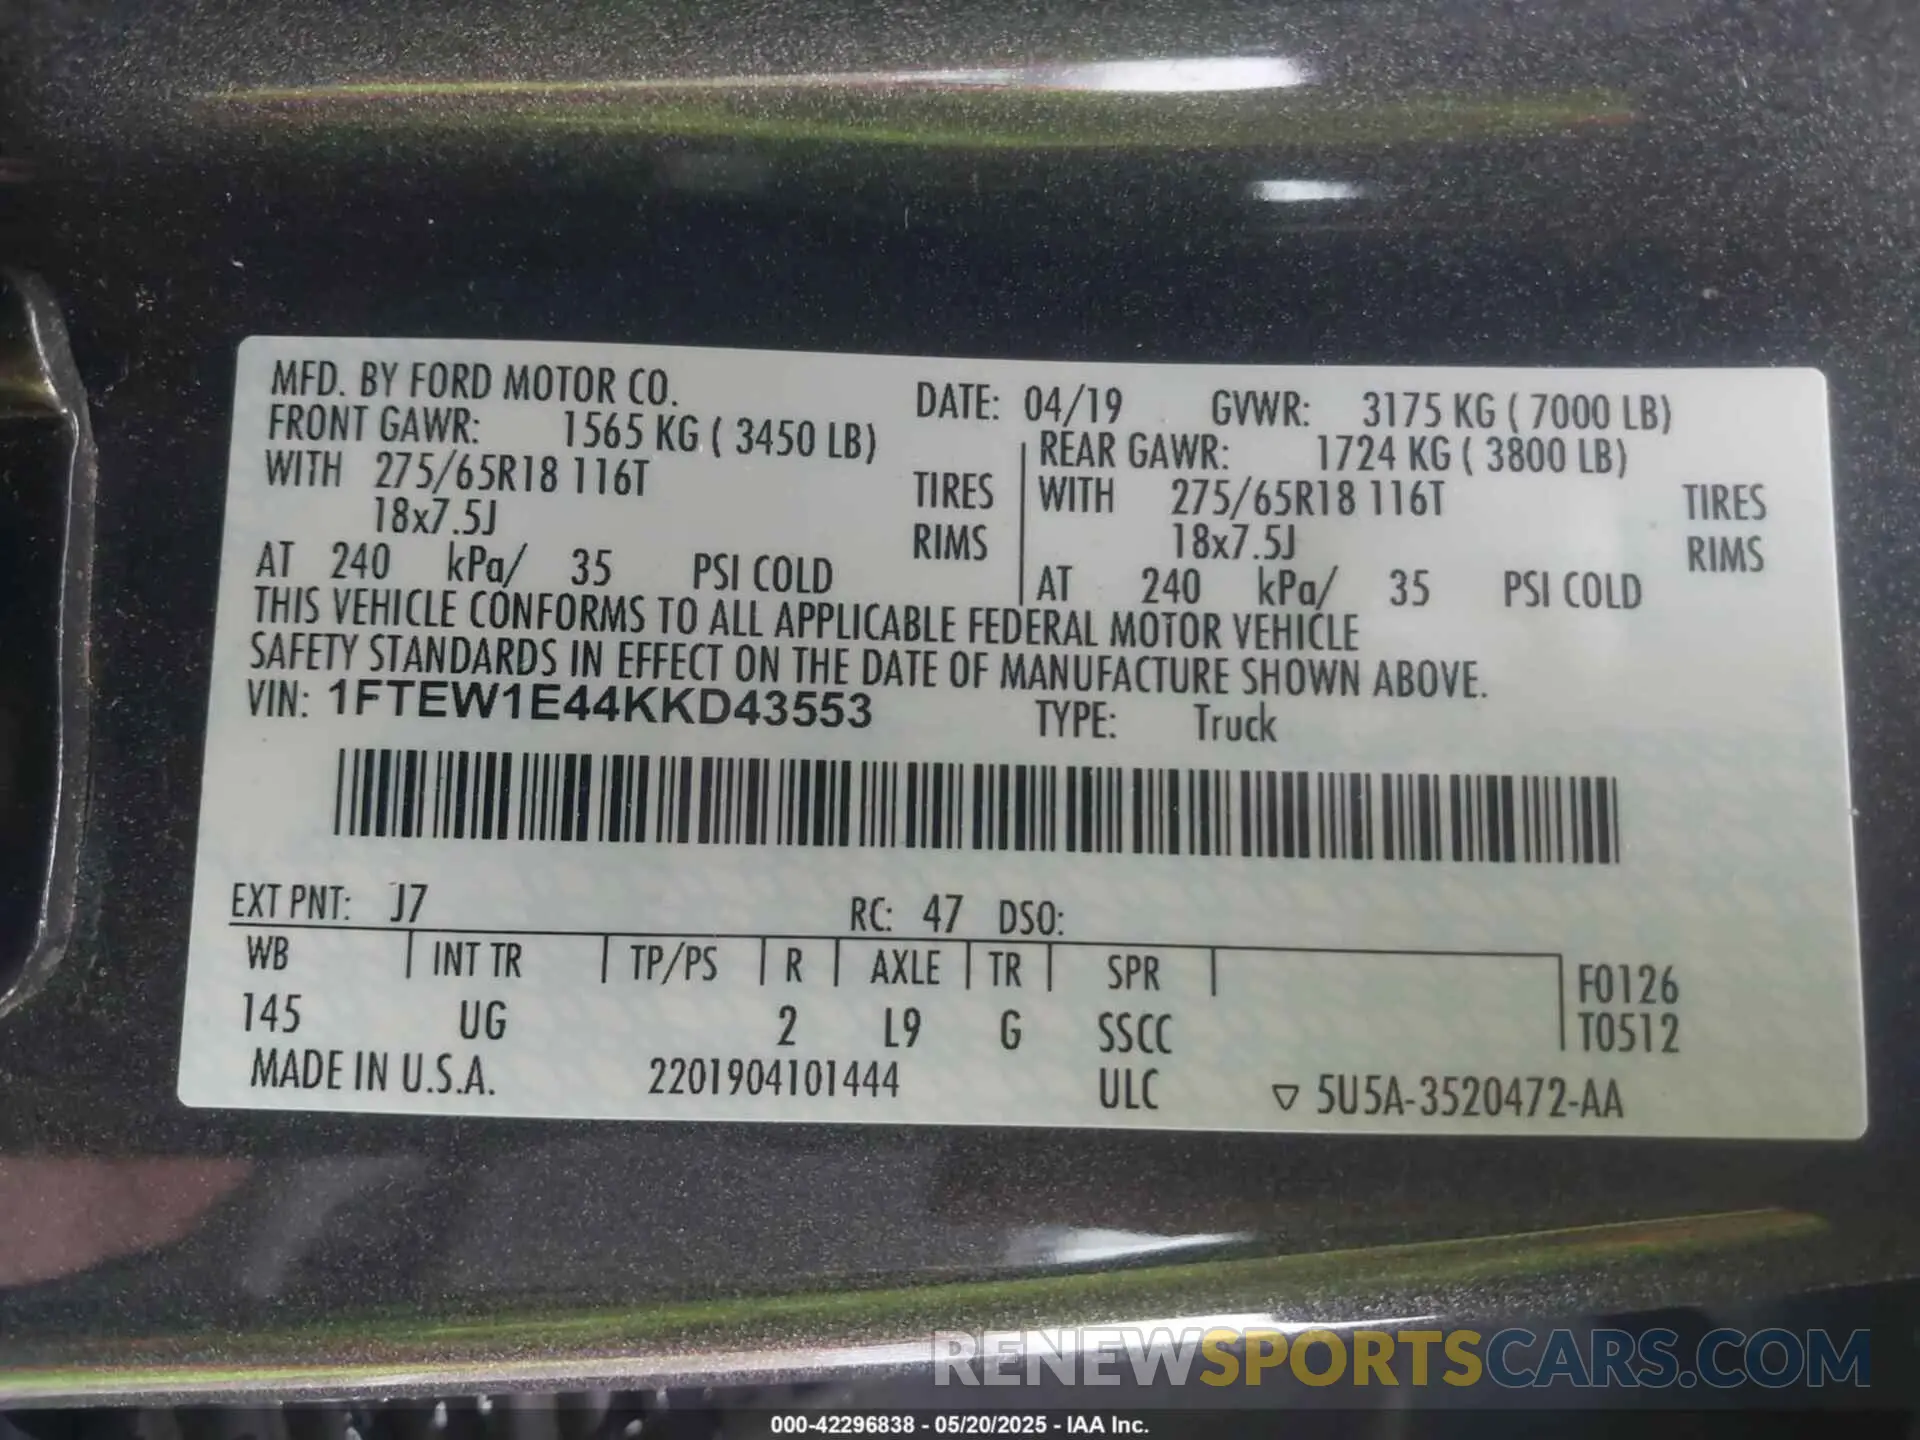 MFD. BY FORD MOTOR CO. DATE: 04/19 GVWR: 3175 KG ( 7000 LB)
FRONT GAWR: 1565 KG ( 3450 LB) REAR GAWR: 1724 KG ( 3800 LB)
WITH 275/65R18 116T TIRES WITH 275/65R18 116T TIRES
18x7.5J RIMS 18x7.5J RIMS
AT 240 kPa/ 35 PSI COLD AT 240 kPa/ 35 PSI COLD
THIS VEHICLE CONFORMS TO ALL APPLICABLE FEDERAL MOTOR VEHICLE
SAFETY STANDARDS IN EFFECT ON THE DATE OF MANUFACTURE SHOWN ABOVE.
VIN: 1FTEW1E44KKD43553 TYPE: Truck
EXT PNT: J7 RC: 47 DSO:
WB INT TR TP/PS R AXLE TR SPR F0126
145 UG 2 L9 G SSCC T0512
MADE IN U.S.A. 2201904101444 ULC ▽ 5U5A-3520472-AA
RENEWSPORTSCARS.COM
000-42296838 - 05/20/2025 - IAA Inc.